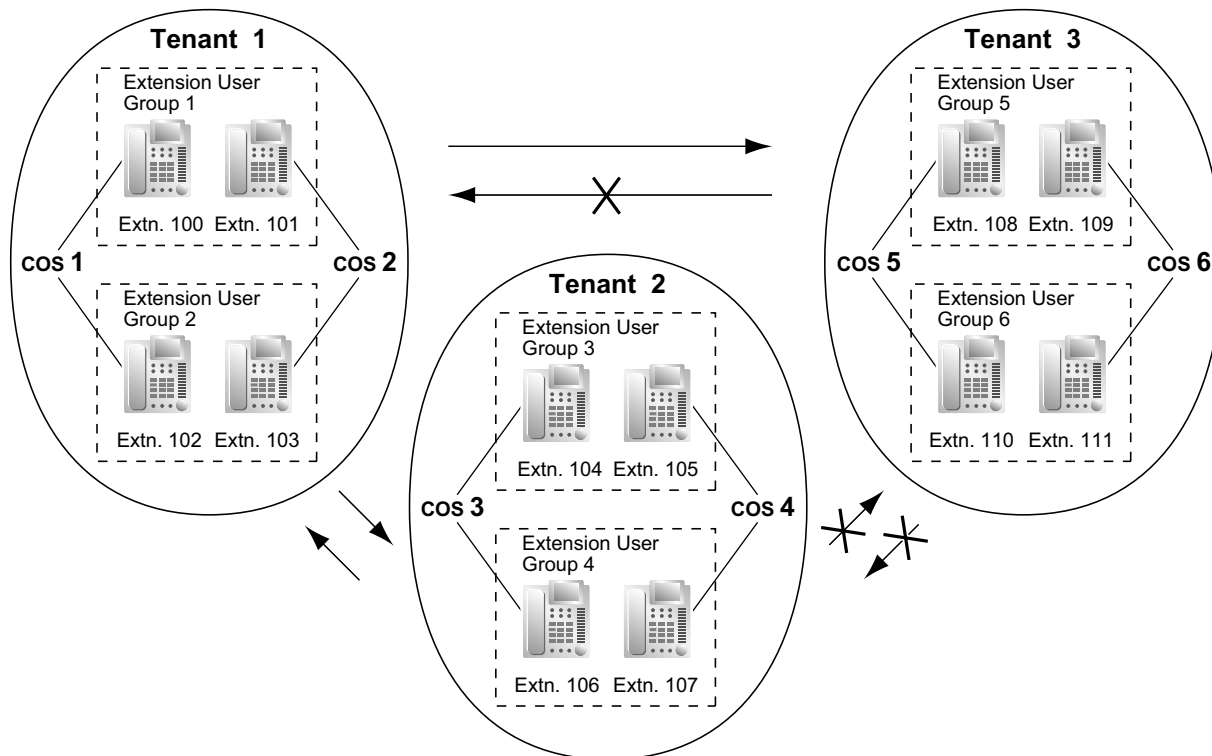 Tenant 1
Extension User
Group 1
Extn. 100 Extn. 101
COS 1
COS 2
Extension User
Group 2
Extn. 102 Extn. 103
Tenant 2
Extension User
Group 3
Extn. 104 Extn. 105
COS 3
COS 4
Extension User
Group 4
Extn. 106 Extn. 107
Tenant 3
Extension User
Group 5
Extn. 108 Extn. 109
COS 5
COS 6
Extension User
Group 6
Extn. 110 Extn. 111